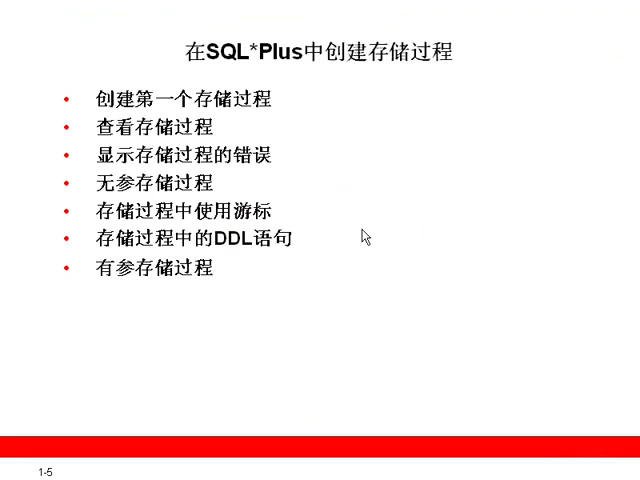 在SQL*Plus中创建存储过程
• 创建第一个存储过程
• 查看存储过程
• 显示存储过程的错误
• 无参存储过程
• 存储过程中使用游标
• 存储过程中的DDL语句
• 有参存储过程
1-5